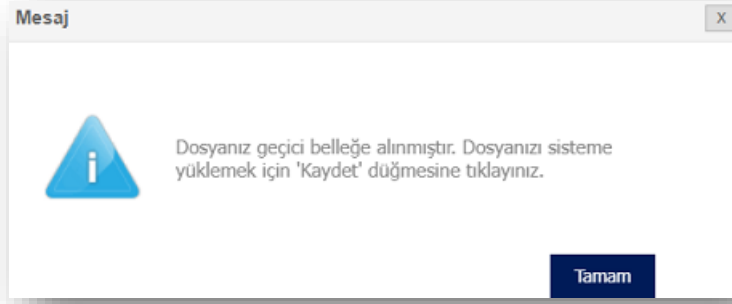 Mesaj
X
Dosyanız geçici belleğe alınmıştır. Dosyanızı sisteme
yüklemek için 'Kaydet' düğmesine tıklayınız.
i
Tamam